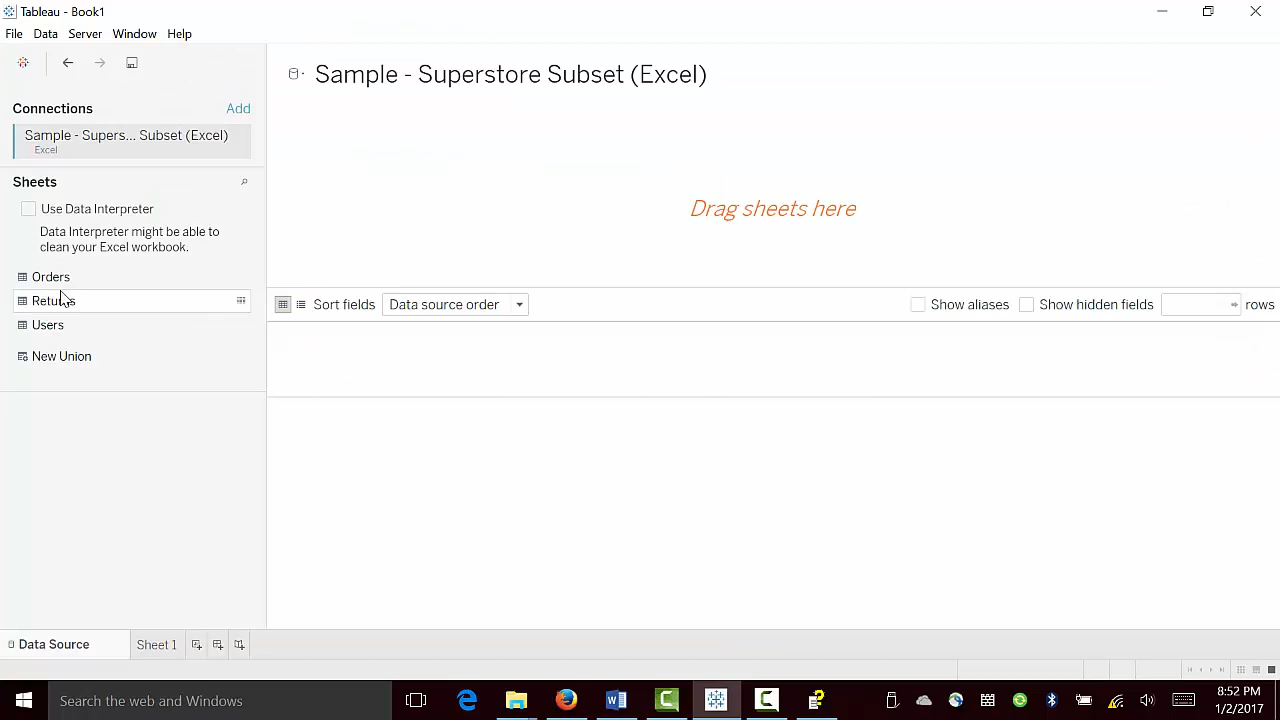 Tableau - Book1
File Data Server Window Help
Connections Add
Sample - Supers... Subset (Excel)
Excel
Sheets
Use Data Interpreter
Data Interpreter might be able to
clean your Excel workbook.
Orders
Returns
Users
New Union
Sample - Superstore Subset (Excel)
Drag sheets here
Sort fields Data source order Show aliases Show hidden fields rows
Data Source Sheet 1
Search the web and Windows
8:52 PM
1/2/2017